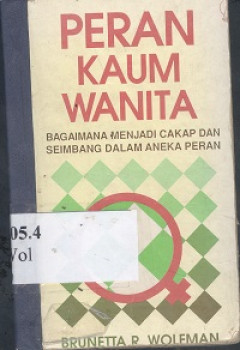 PERAN
KAUM
WANITA
BAGAIMANA MENJADI CAKAP DAN
SEIMBANG DALAM ANEKA PERAN
05.4
Vol
BRUNETTA R. WOLFMAN